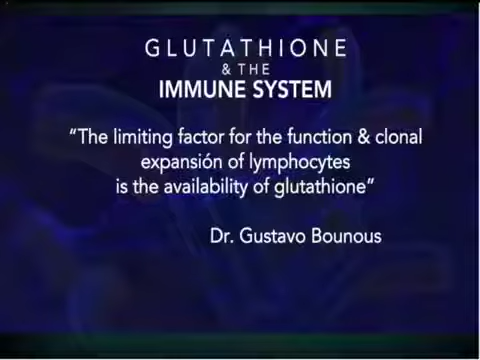 GLUTATHIONE
& THE
IMMUNE SYSTEM
“The limiting factor for the function & clonal
expansión of lymphocytes
is the availability of glutathione”
Dr. Gustavo Bounous